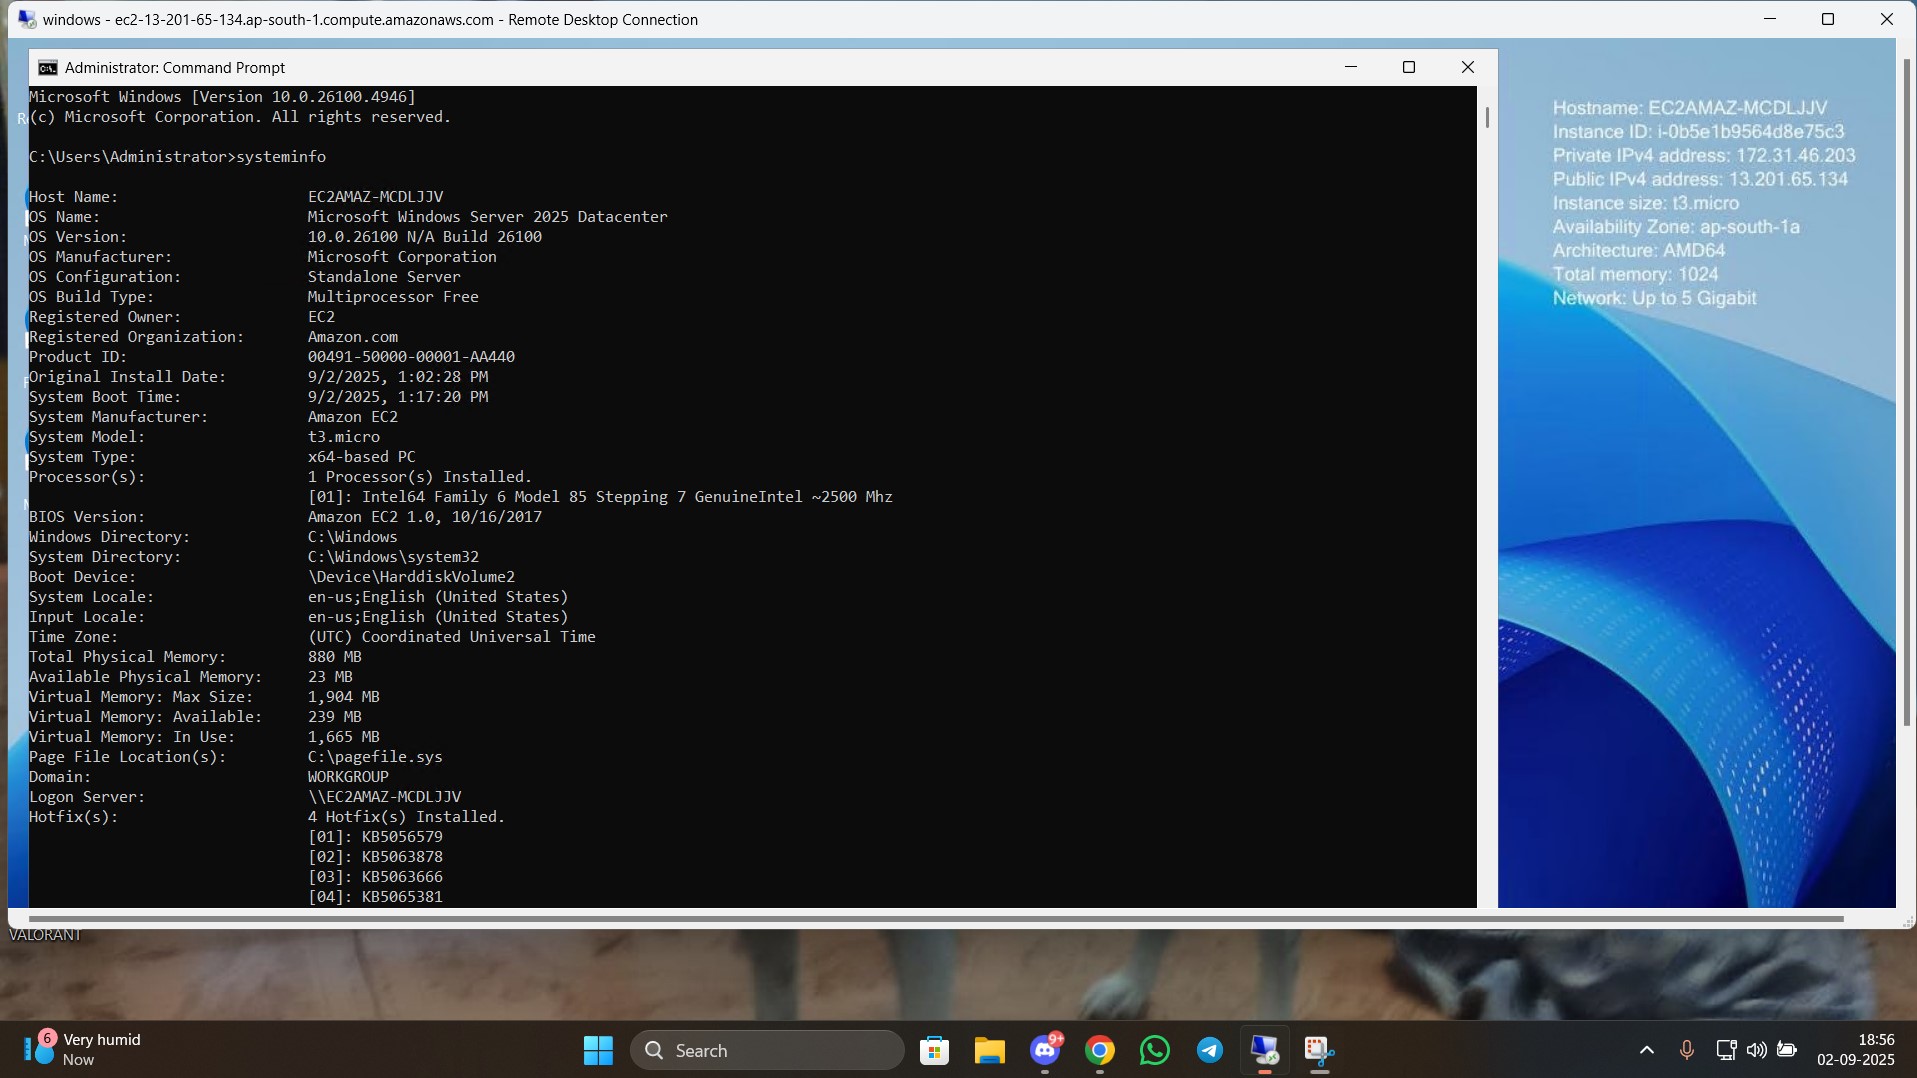 windows - ec2-13-201-65-134.ap-south-1.compute.amazonaws.com - Remote Desktop Connection
Administrator: Command Prompt
Microsoft Windows [Version 10.0.26100.4946]
(c) Microsoft Corporation. All rights reserved.
C:\Users\Administrator>systeminfo
Host Name: EC2AMAZ-MCDLJJV
OS Name: Microsoft Windows Server 2025 Datacenter
OS Version: 10.0.26100 N/A Build 26100
OS Manufacturer: Microsoft Corporation
OS Configuration: Standalone Server
OS Build Type: Multiprocessor Free
Registered Owner: EC2
Registered Organization: Amazon.com
Product ID: 00491-50000-00001-AA440
Original Install Date: 9/2/2025, 1:02:28 PM
System Boot Time: 9/2/2025, 1:17:20 PM
System Manufacturer: Amazon EC2
System Model: t3.micro
System Type: x64-based PC
Processor(s): 1 Processor(s) Installed.
[01]: Intel64 Family 6 Model 85 Stepping 7 GenuineIntel ~2500 Mhz
BIOS Version: Amazon EC2 1.0, 10/16/2017
Windows Directory: C:\Windows
System Directory: C:\Windows\system32
Boot Device: \Device\HarddiskVolume2
System Locale: en-us;English (United States)
Input Locale: en-us;English (United States)
Time Zone: (UTC) Coordinated Universal Time
Total Physical Memory: 880 MB
Available Physical Memory: 23 MB
Virtual Memory: Max Size: 1,904 MB
Virtual Memory: Available: 239 MB
Virtual Memory: In Use: 1,665 MB
Page File Location(s): C:\pagefile.sys
Domain: WORKGROUP
Logon Server: \\EC2AMAZ-MCDLJJV
Hotfix(s): 4 Hotfix(s) Installed.
[01]: KB5056579
[02]: KB5063878
[03]: KB5063666
[04]: KB5065381
Hostname: EC2AMAZ-MCDLJJV
Instance ID: i-0b5e1b9564d8e75c3
Private IPv4 address: 172.31.46.203
Public IPv4 address: 13.201.65.134
Instance size: t3.micro
Availability Zone: ap-south-1a
Architecture: AMD64
Total memory: 1024
Network: Up to 5 Gigabit
VALORANT
6
Very humid
Now
Search
9+
18:56
02-09-2025